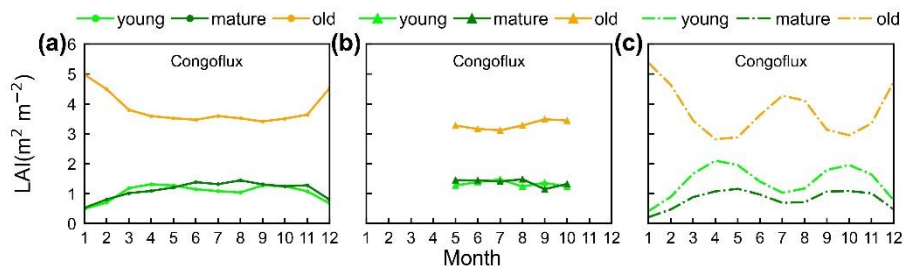 young mature old young mature old young mature old
(a) Congoflux (b) Congoflux (c) Congoflux
LAI(m² m⁻²)
6
5
4
3
2
1
0
1 2 3 4 5 6 7 8 9 10 11 12 1 2 3 4 5 6 7 8 9 10 11 12 1 2 3 4 5 6 7 8 9 10 11 12
Month